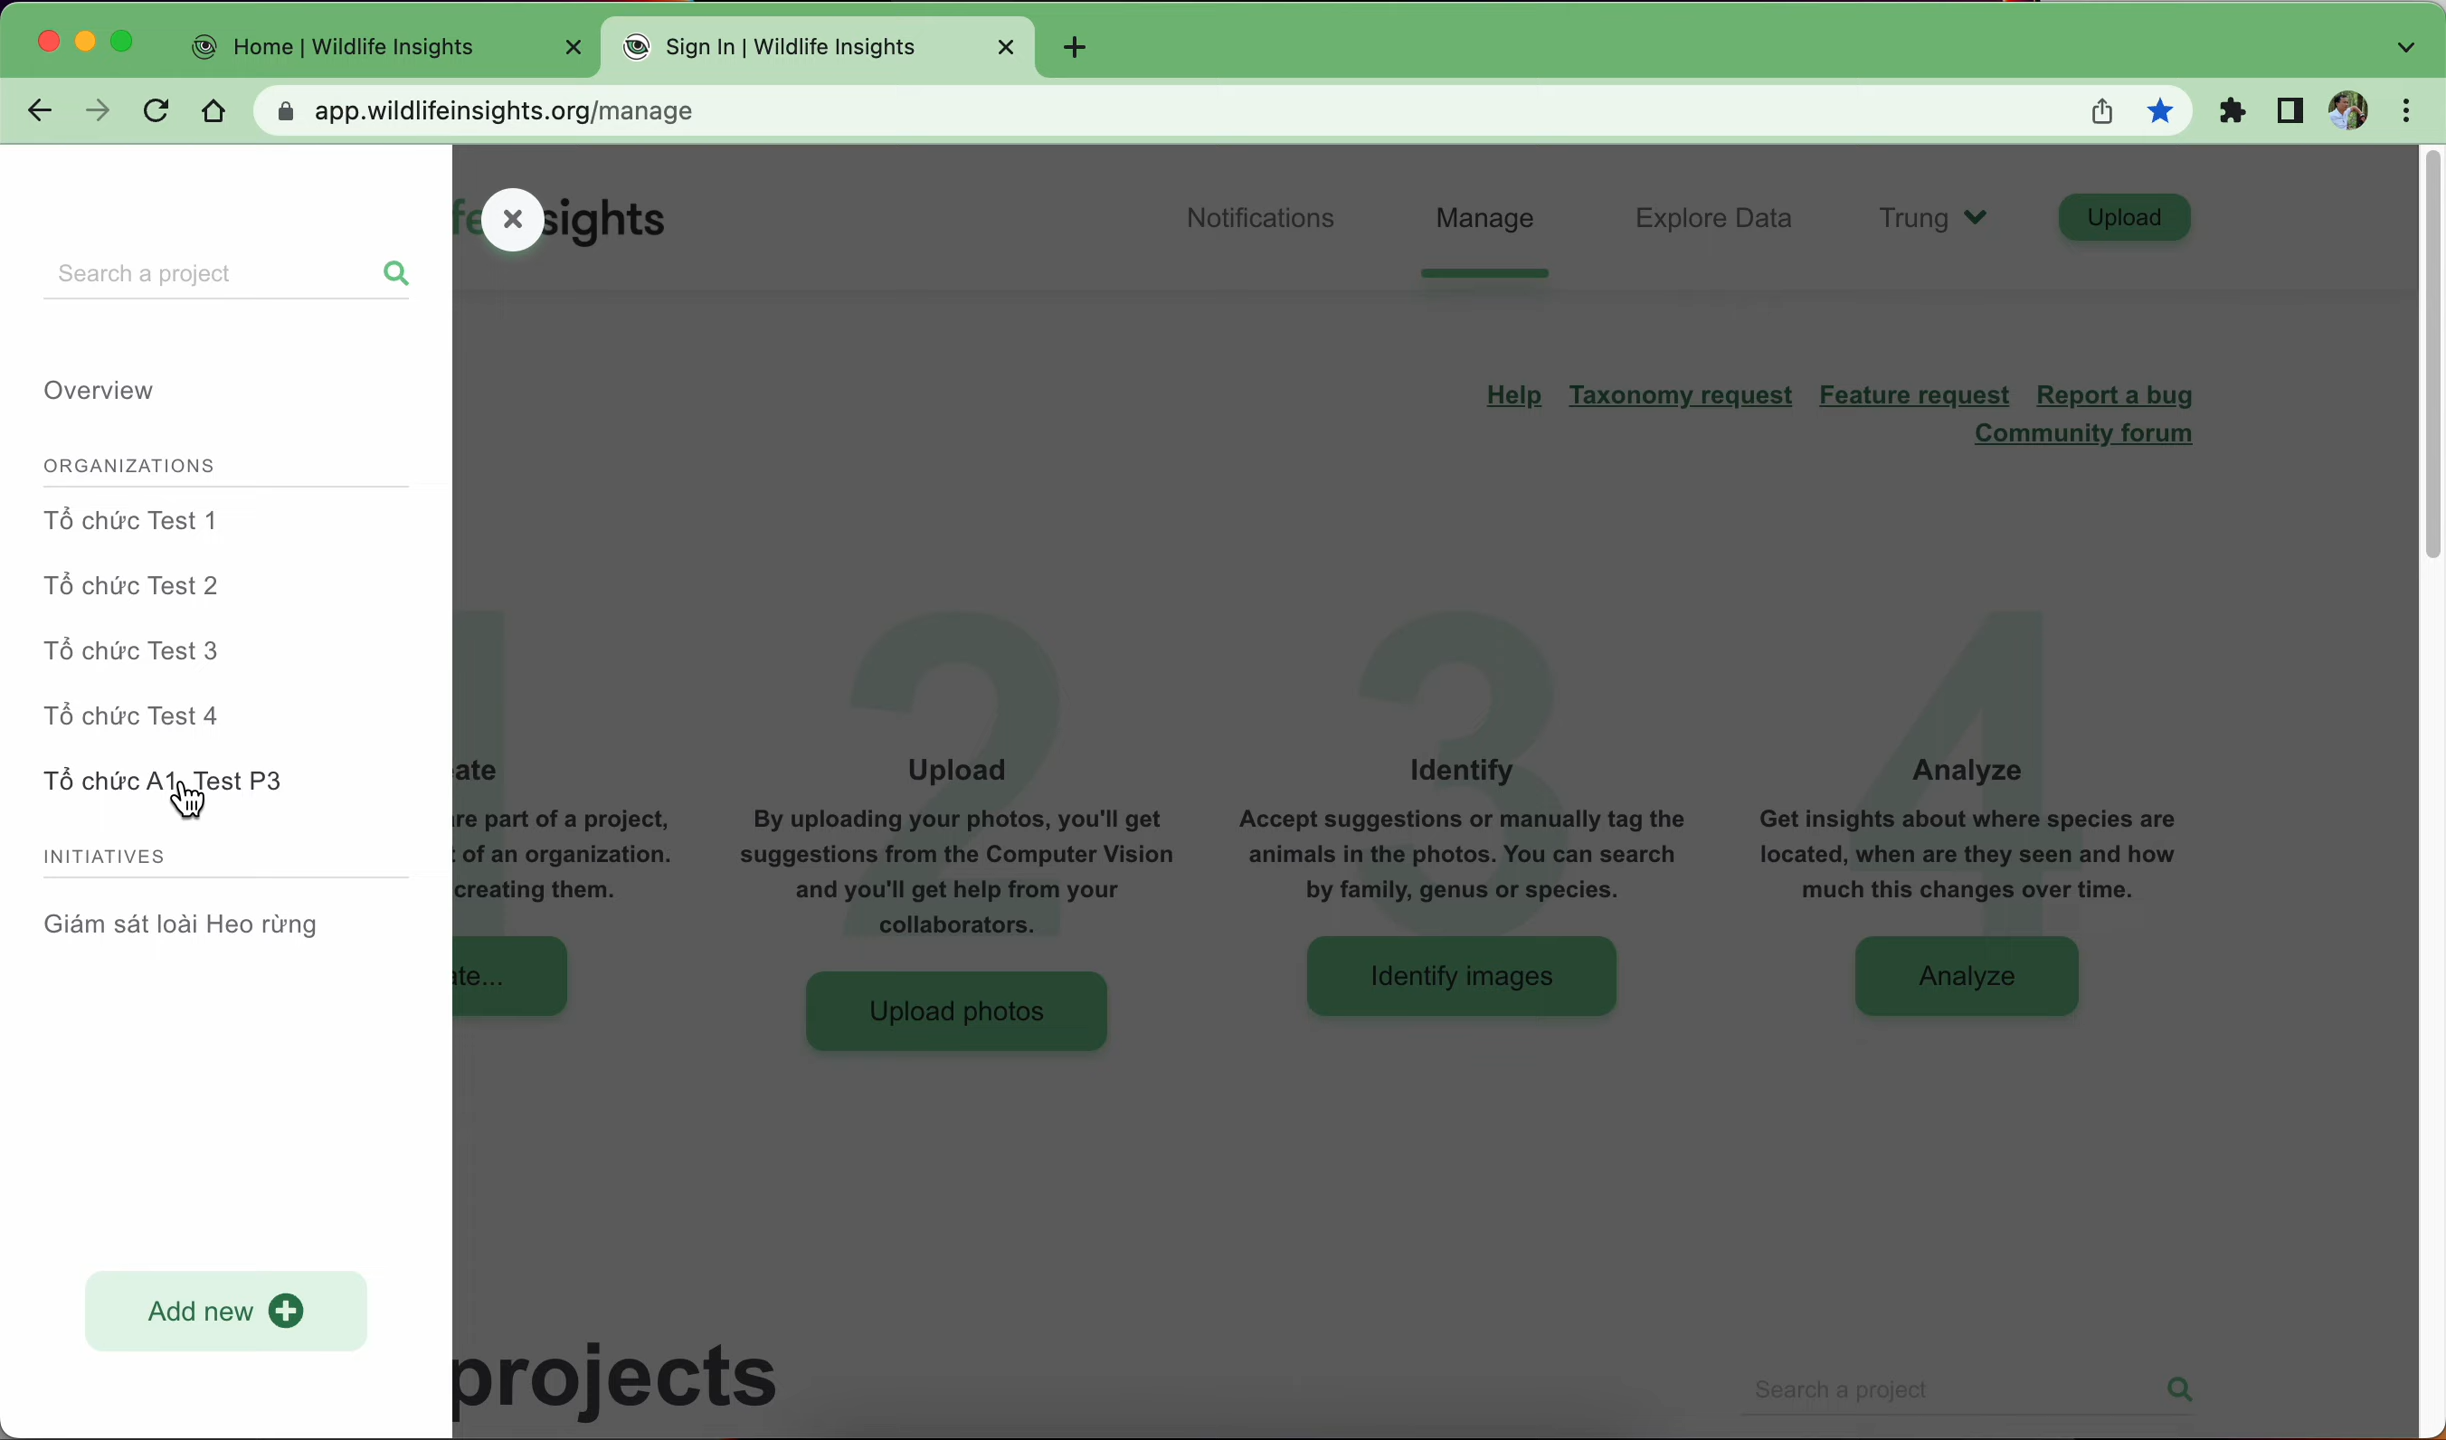 Home | Wildlife Insights
Sign In | Wildlife Insights
app.wildlifeinsights.org/manage
sights
Notifications
Manage
Explore Data
Trung
Upload
Search a project
Overview
ORGANIZATIONS
Tổ chức Test 1
Tổ chức Test 2
Tổ chức Test 3
Tổ chức Test 4
Tổ chức A1 Test P3
INITIATIVES
Giám sát loài Heo rừng
Add new
Help Taxonomy request Feature request Report a bug
Community forum
1
ate
re part of a project,
of an organization.
creating them.
ate...
2
Upload
By uploading your photos, you'll get
suggestions from the Computer Vision
and you'll get help from your
collaborators.
Upload photos
3
Identify
Accept suggestions or manually tag the
animals in the photos. You can search
by family, genus or species.
Identify images
4
Analyze
Get insights about where species are
located, when are they seen and how
much this changes over time.
Analyze
projects
Search a project